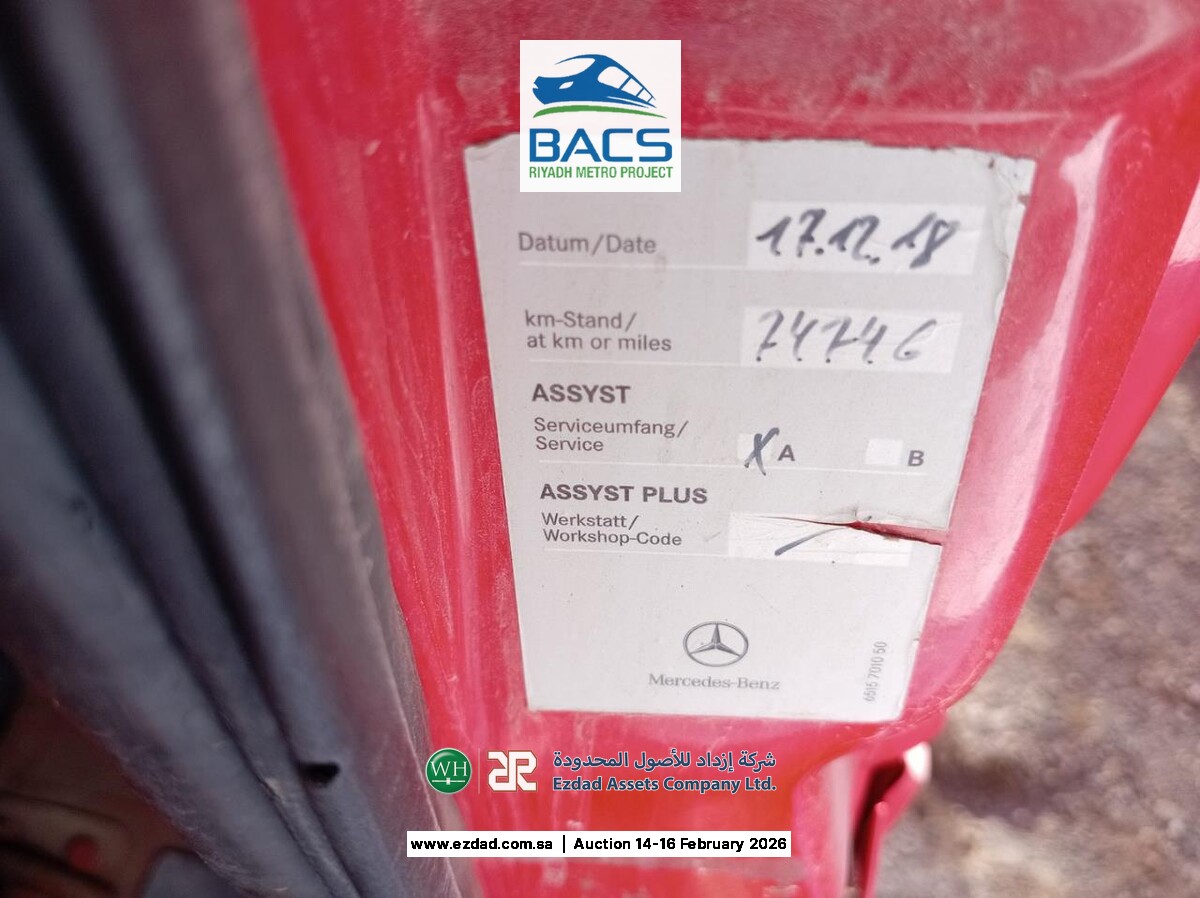 BACS
RIYADH METRO PROJECT
Datum/Date 17.12.18
km-Stand/
at km or miles 74746
ASSYST
Serviceumfang/
Service X A B
ASSYST PLUS
Werkstatt/
Workshop-Code
Mercedes-Benz
6515 7010 50
WH
شركة إزداد للأصول المحدودة
Ezdad Assets Company Ltd.
www.ezdad.com.sa | Auction 14-16 February 2026